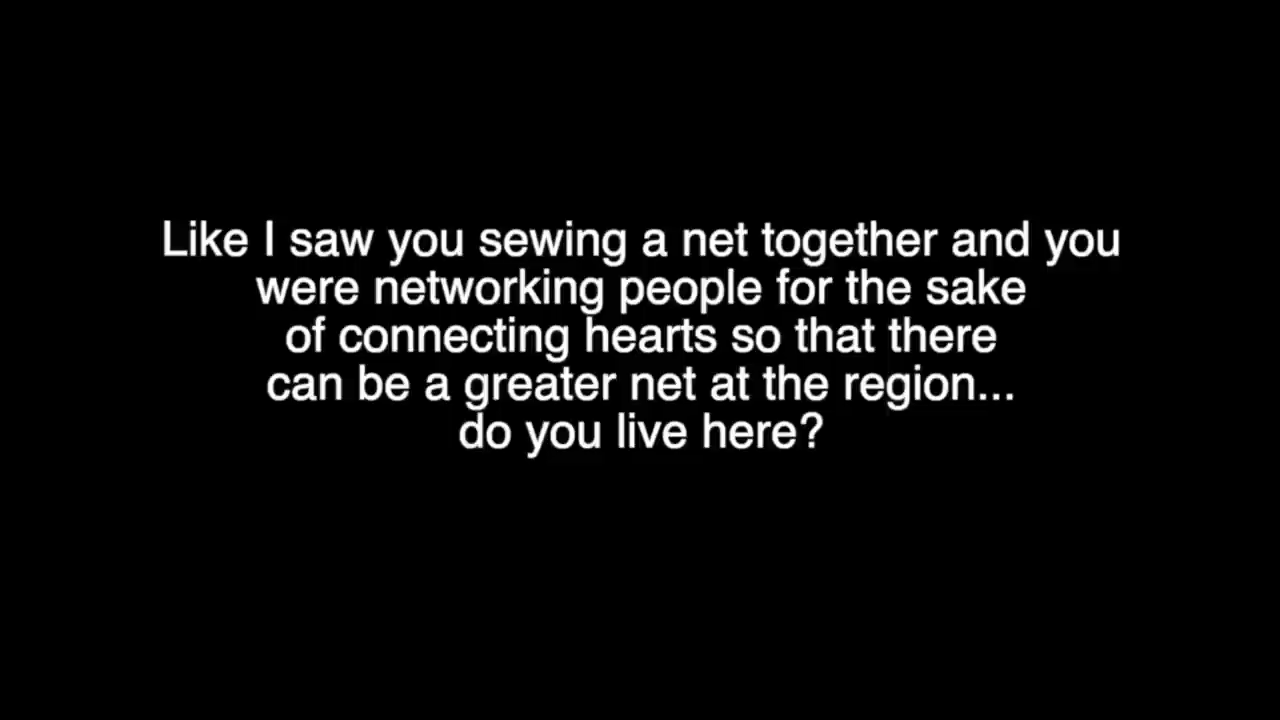 Like I saw you sewing a net together and you
were networking people for the sake
of connecting hearts so that there
can be a greater net at the region...
do you live here?